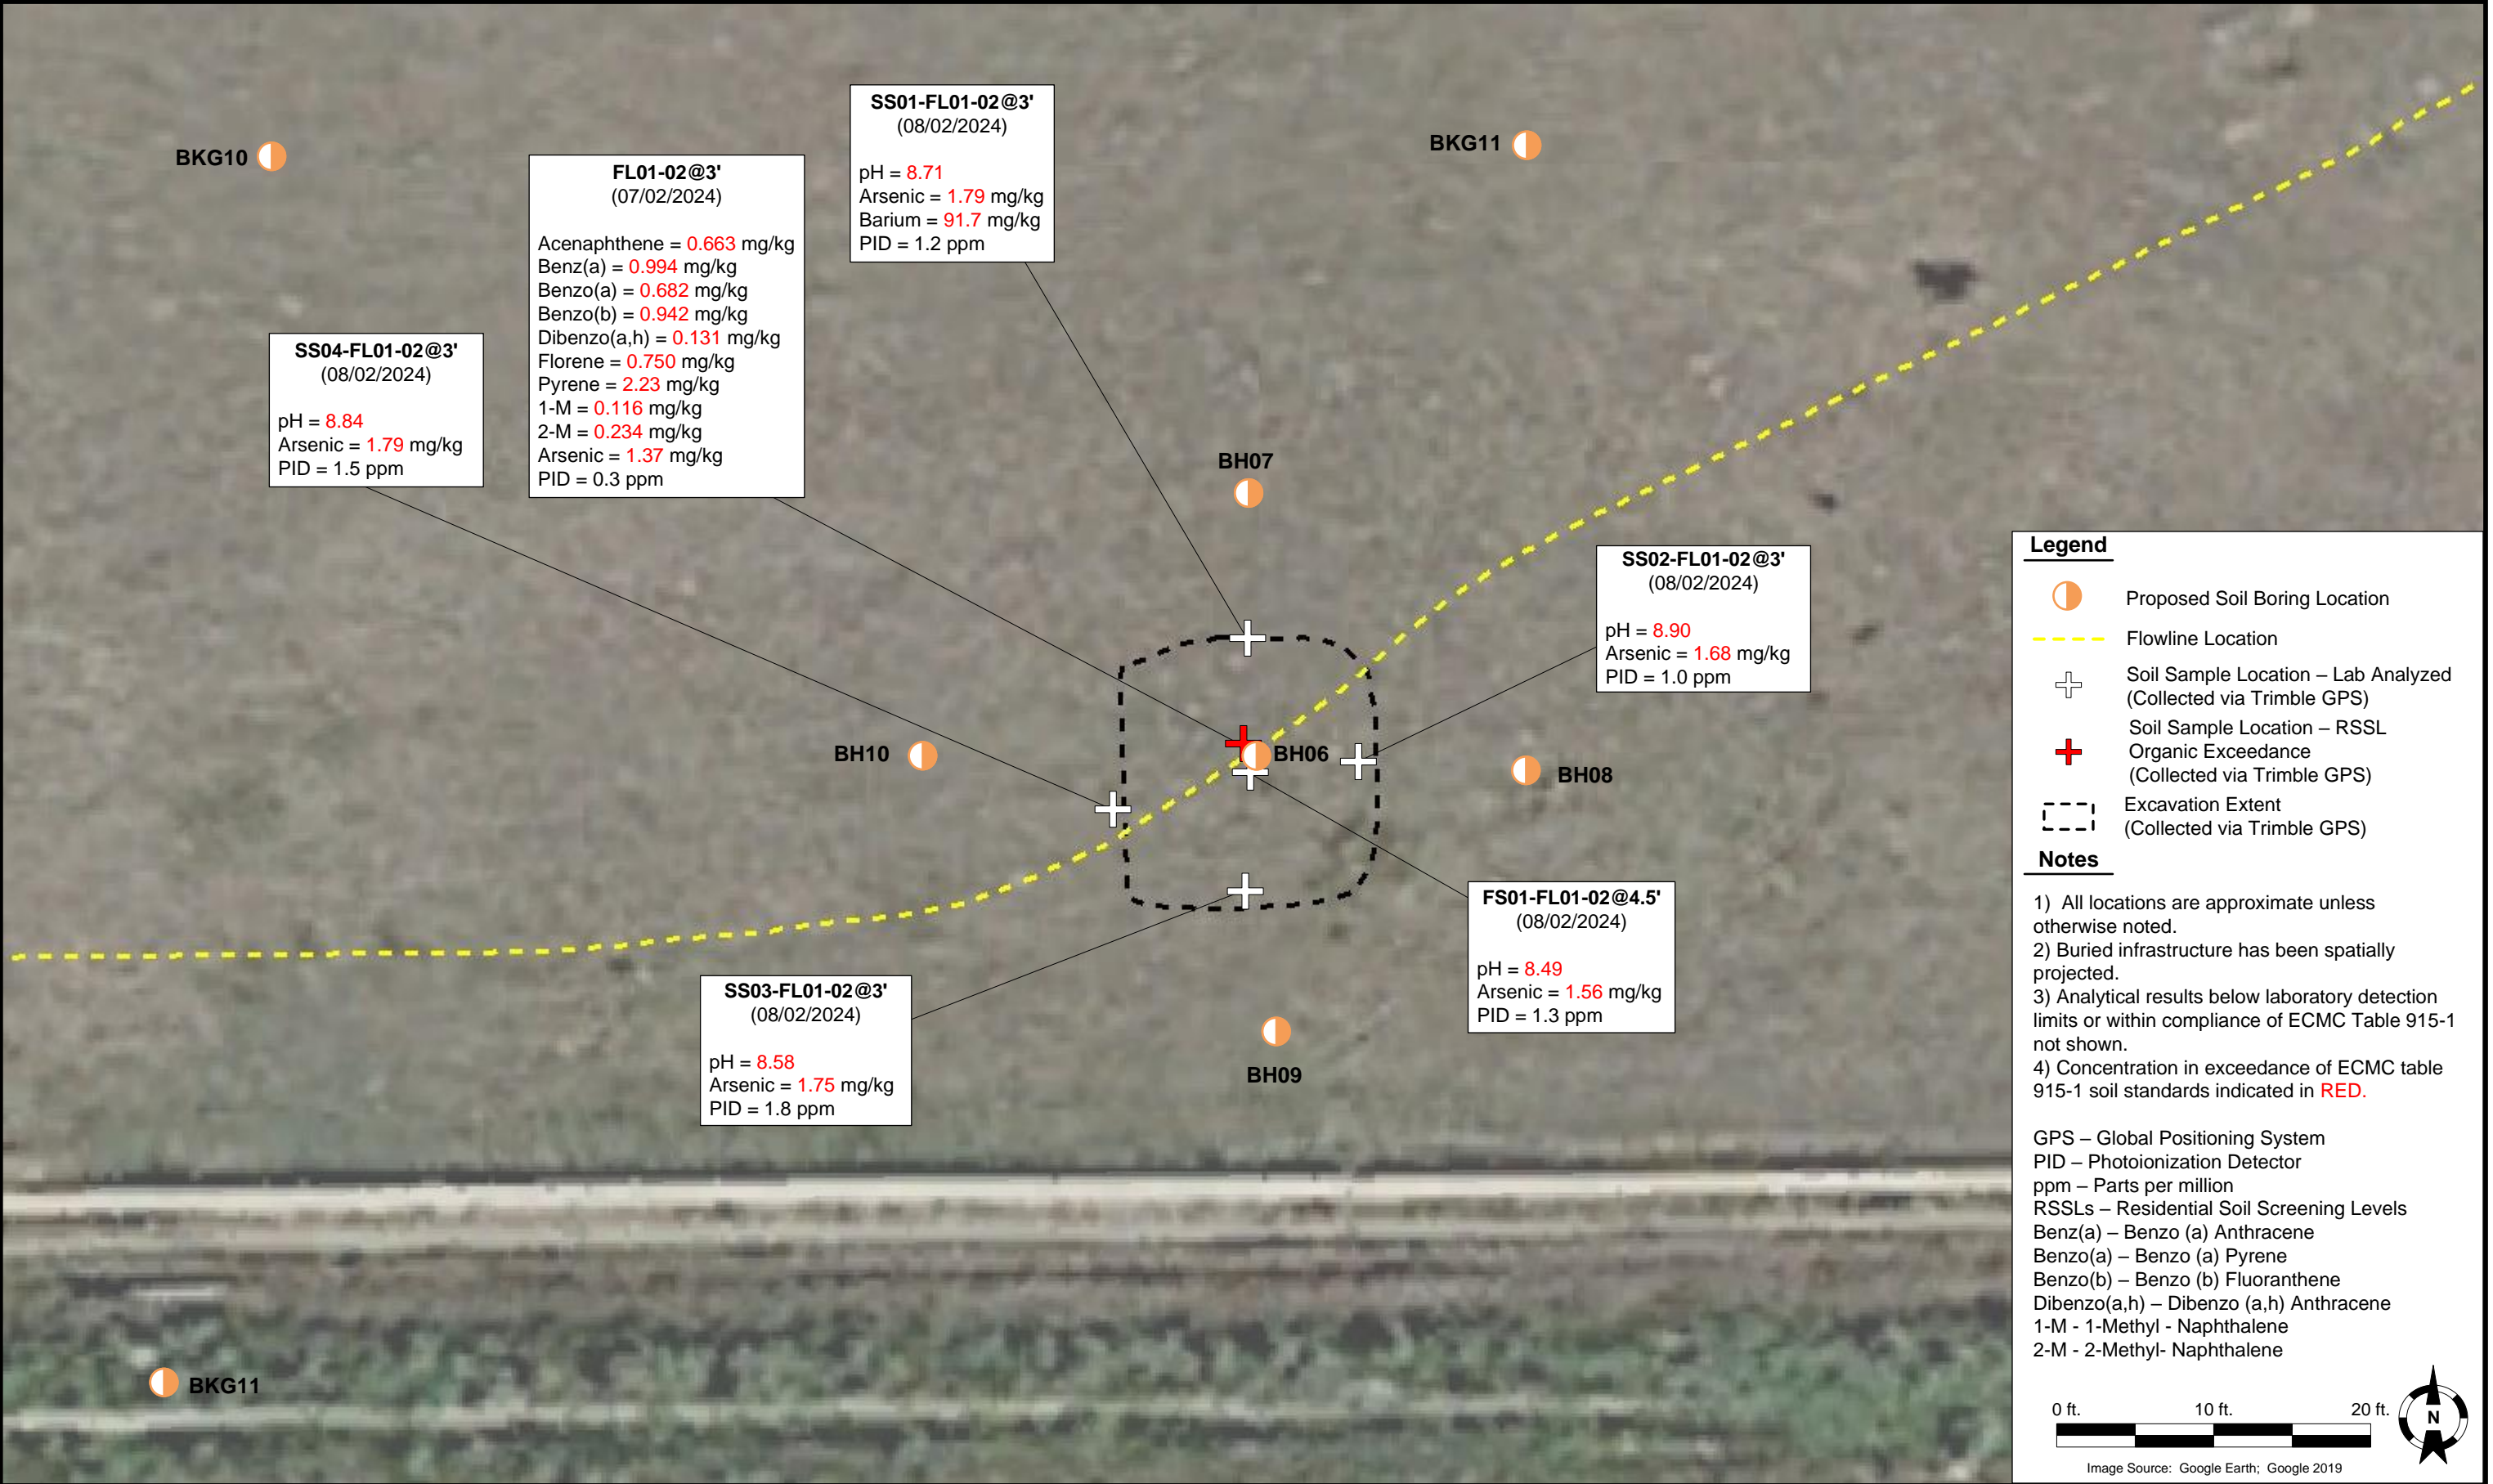 BKG10
FL01-02@3'
(07/02/2024)
Acenaphthene = 0.663 mg/kg
Benz(a) = 0.994 mg/kg
Benzo(a) = 0.682 mg/kg
Benzo(b) = 0.942 mg/kg
Dibenzo(a,h) = 0.131 mg/kg
Florene = 0.750 mg/kg
Pyrene = 2.23 mg/kg
1-M = 0.116 mg/kg
2-M = 0.234 mg/kg
Arsenic = 1.37 mg/kg
PID = 0.3 ppm
SS01-FL01-02@3'
(08/02/2024)
pH = 8.71
Arsenic = 1.79 mg/kg
Barium = 91.7 mg/kg
PID = 1.2 ppm
BKG11
SS04-FL01-02@3'
(08/02/2024)
pH = 8.84
Arsenic = 1.79 mg/kg
PID = 1.5 ppm
BH07
SS02-FL01-02@3'
(08/02/2024)
pH = 8.90
Arsenic = 1.68 mg/kg
PID = 1.0 ppm
BH10
BH06
BH08
FS01-FL01-02@4.5'
(08/02/2024)
pH = 8.49
Arsenic = 1.56 mg/kg
PID = 1.3 ppm
SS03-FL01-02@3'
(08/02/2024)
pH = 8.58
Arsenic = 1.75 mg/kg
PID = 1.8 ppm
BH09
BKG11
Legend
Proposed Soil Boring Location
Flowline Location
Soil Sample Location – Lab Analyzed
(Collected via Trimble GPS)
Soil Sample Location – RSSL
Organic Exceedance
(Collected via Trimble GPS)
Excavation Extent
(Collected via Trimble GPS)
Notes
1) All locations are approximate unless
otherwise noted.
2) Buried infrastructure has been spatially
projected.
3) Analytical results below laboratory detection
limits or within compliance of ECMC Table 915-1
not shown.
4) Concentration in exceedance of ECMC table
915-1 soil standards indicated in RED.
GPS – Global Positioning System
PID – Photoionization Detector
ppm – Parts per million
RSSLs – Residential Soil Screening Levels
Benz(a) – Benzo (a) Anthracene
Benzo(a) – Benzo (a) Pyrene
Benzo(b) – Benzo (b) Fluoranthene
Dibenzo(a,h) – Dibenzo (a,h) Anthracene
1-M - 1-Methyl - Naphthalene
2-M - 2-Methyl- Naphthalene
0 ft. 10 ft. 20 ft.
N
Image Source: Google Earth; Google 2019